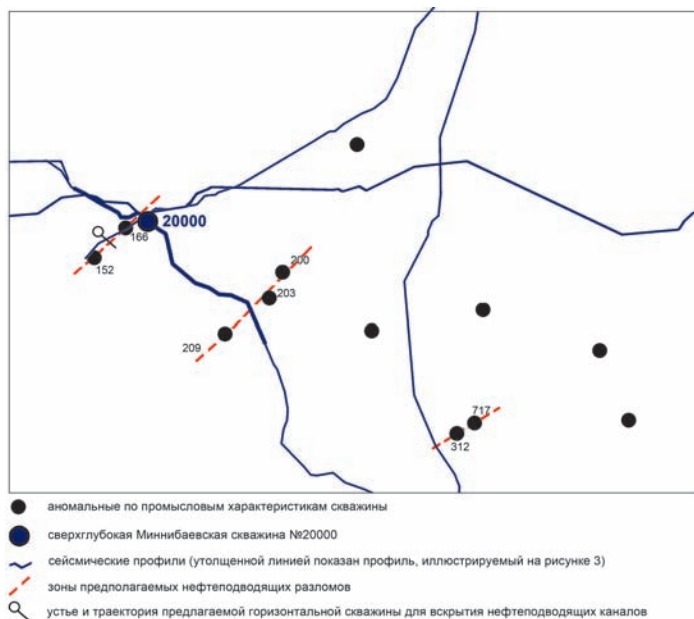 20000
166
152
200
203
209
717
312
аномальные по промысловым характеристикам скважины
сверхглубокая Миннибаевская скважина №20000
сейсмические профили (утолщенной линией показан профиль, иллюстрируемый на рисунке 3)
зоны предполагаемых нефтеподводящих разломов
устье и траектория предлагаемой горизонтальной скважины для вскрытия нефтеподводящих каналов